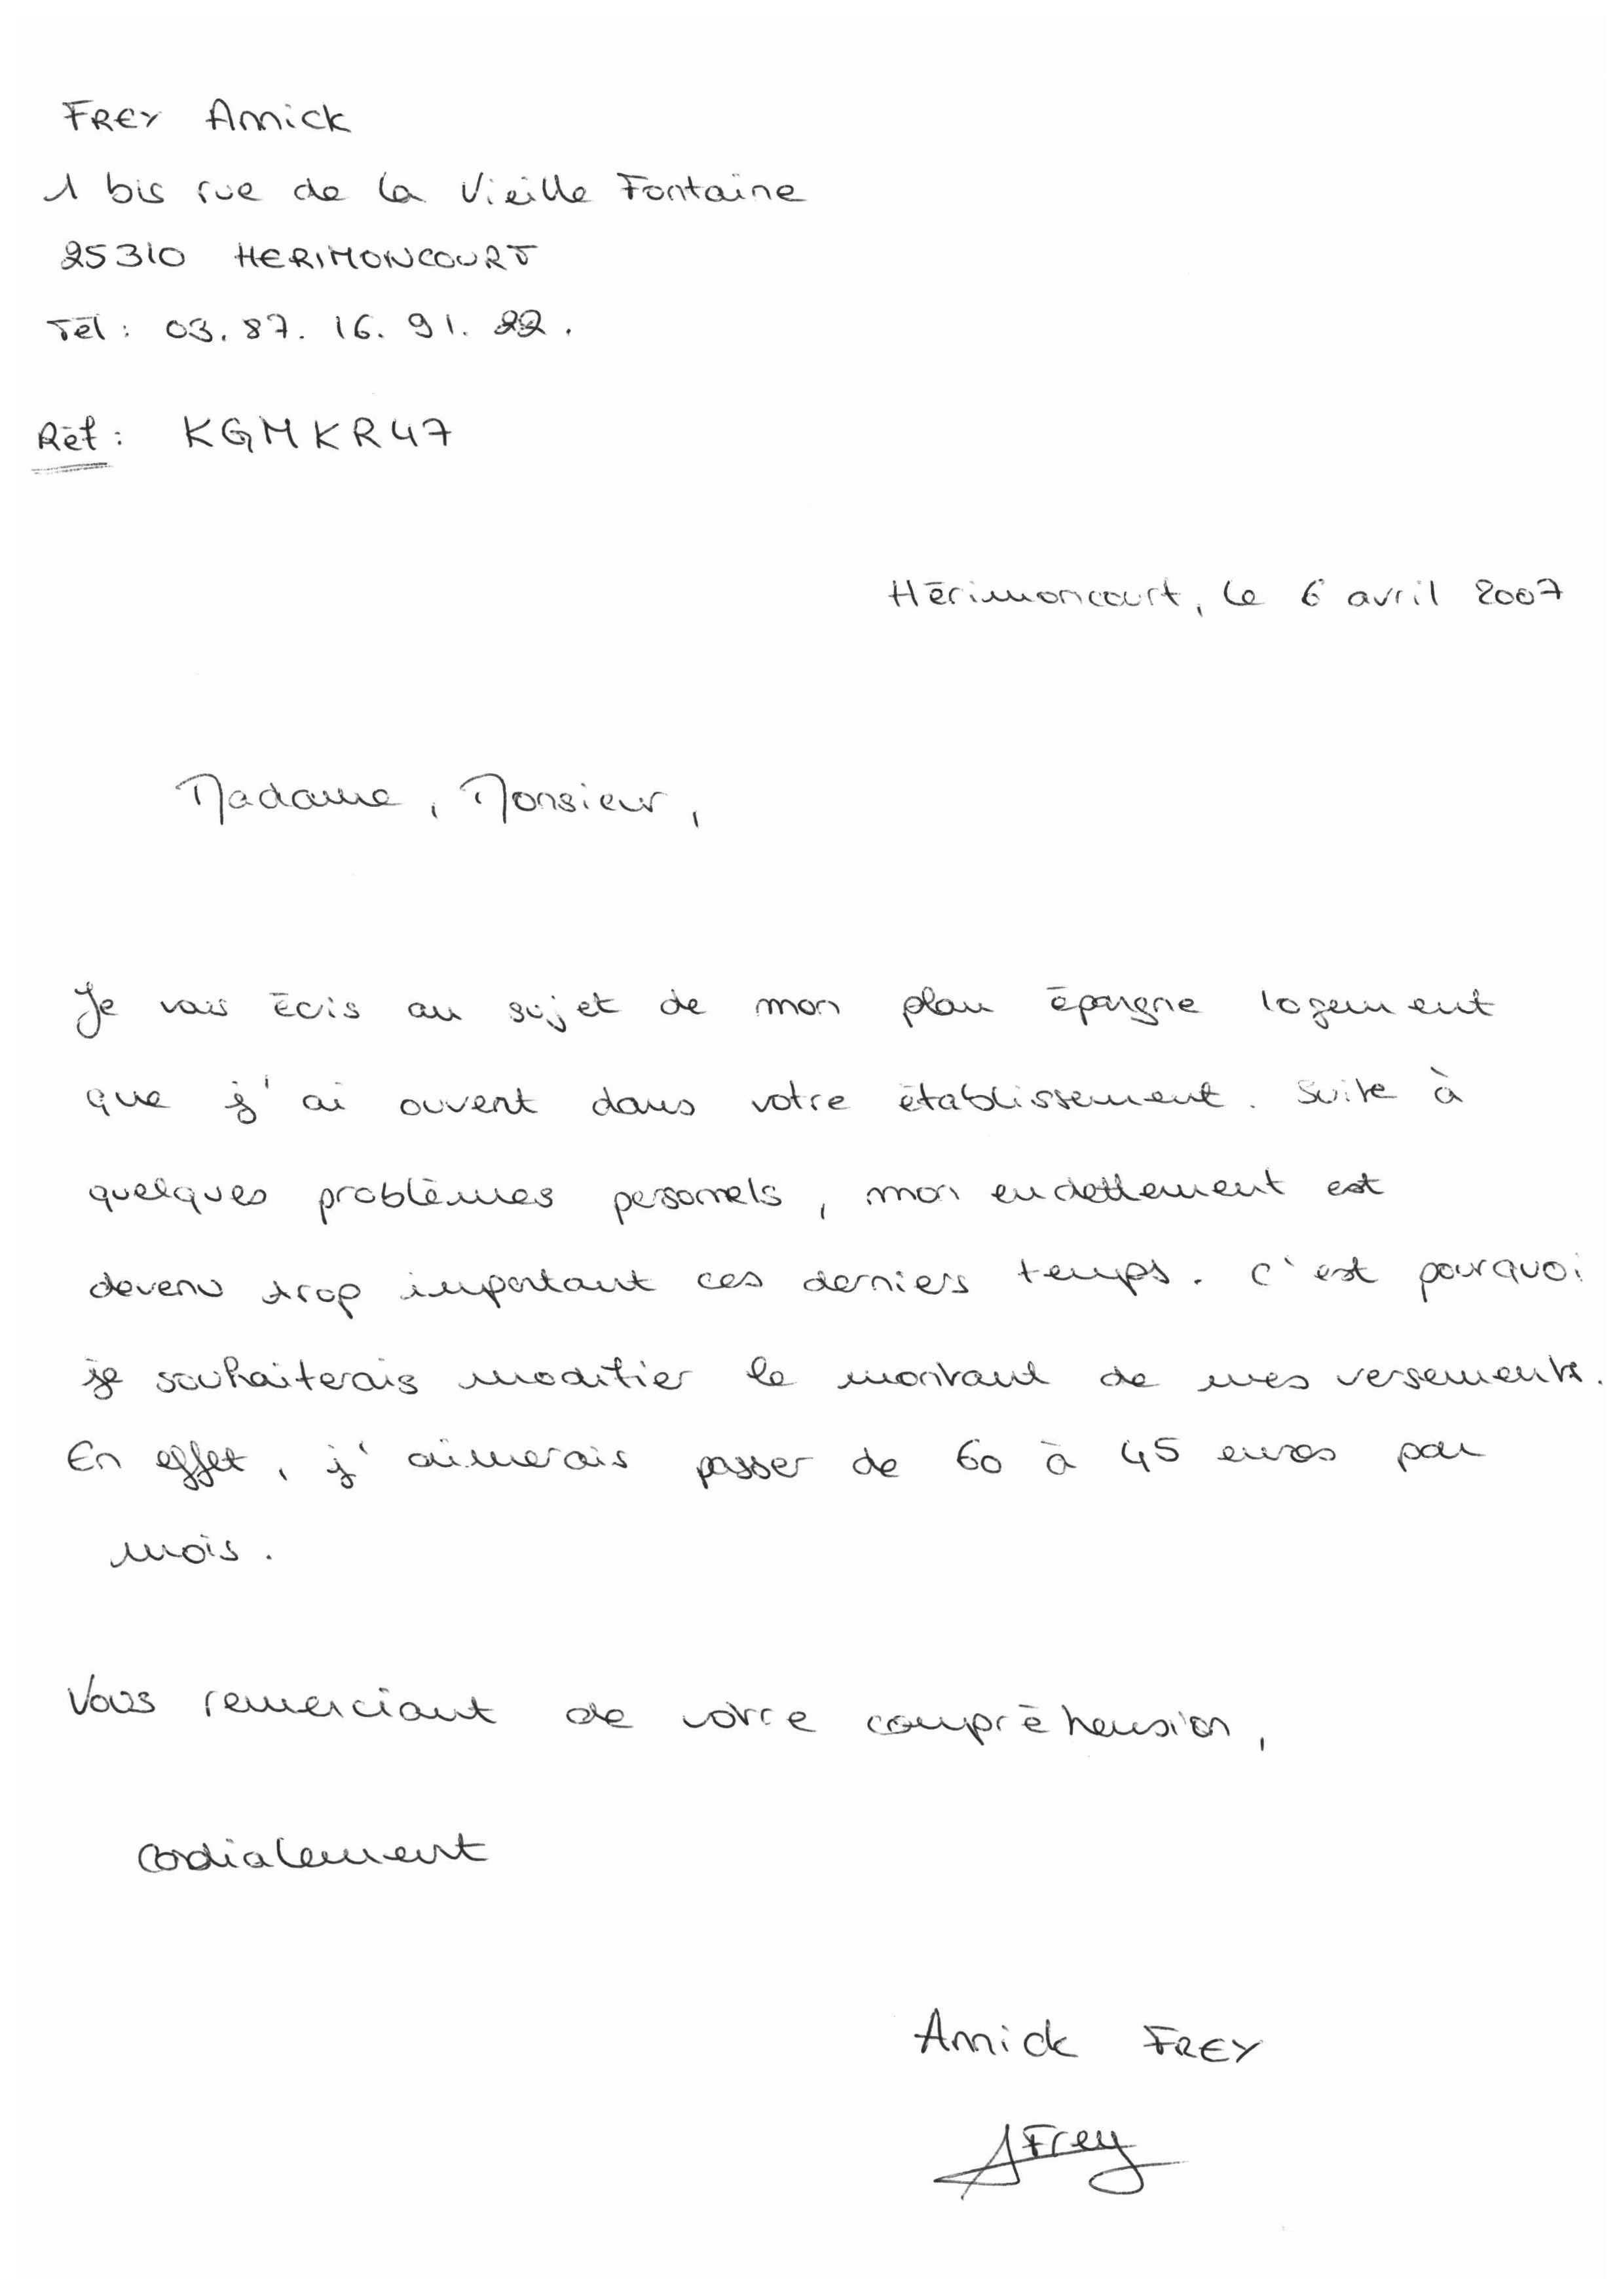 FREY Annick
1 bis rue de la Vieille Fontaine
25310 HERIMONCOURT
Tél : 03.87.16.91.22.
Réf : KGMKR47
Hérimoncourt, le 6 avril 2007
Madame, Monsieur,
Je vous écris au sujet de mon plan épargne logement
que j'ai ouvert dans votre établissement. Suite à
quelques problèmes personnels, mon endettement est
devenu trop important ces derniers temps. C'est pourquoi
je souhaiterais modifier le montant de mes versements.
En effet, j'aimerais passer de 60 à 45 euros par
mois.
Vous remerciant de votre compréhension,
Cordialement
Annick FREY
AFrey